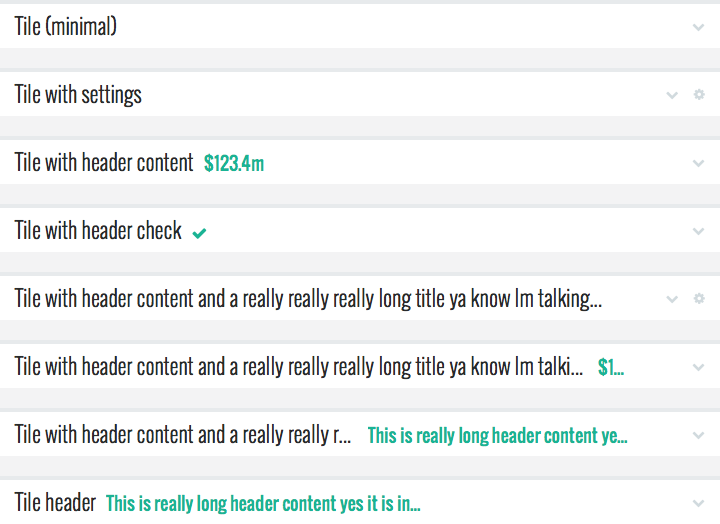 Tile (minimal)
Tile with settings
Tile with header content $123.4m
Tile with header check
Tile with header content and a really really really long title ya know Im talking...
Tile with header content and a really really really long title ya know Im talki... $1...
Tile with header content and a really really r... This is really long header content ye...
Tile header This is really long header content yes it is in...